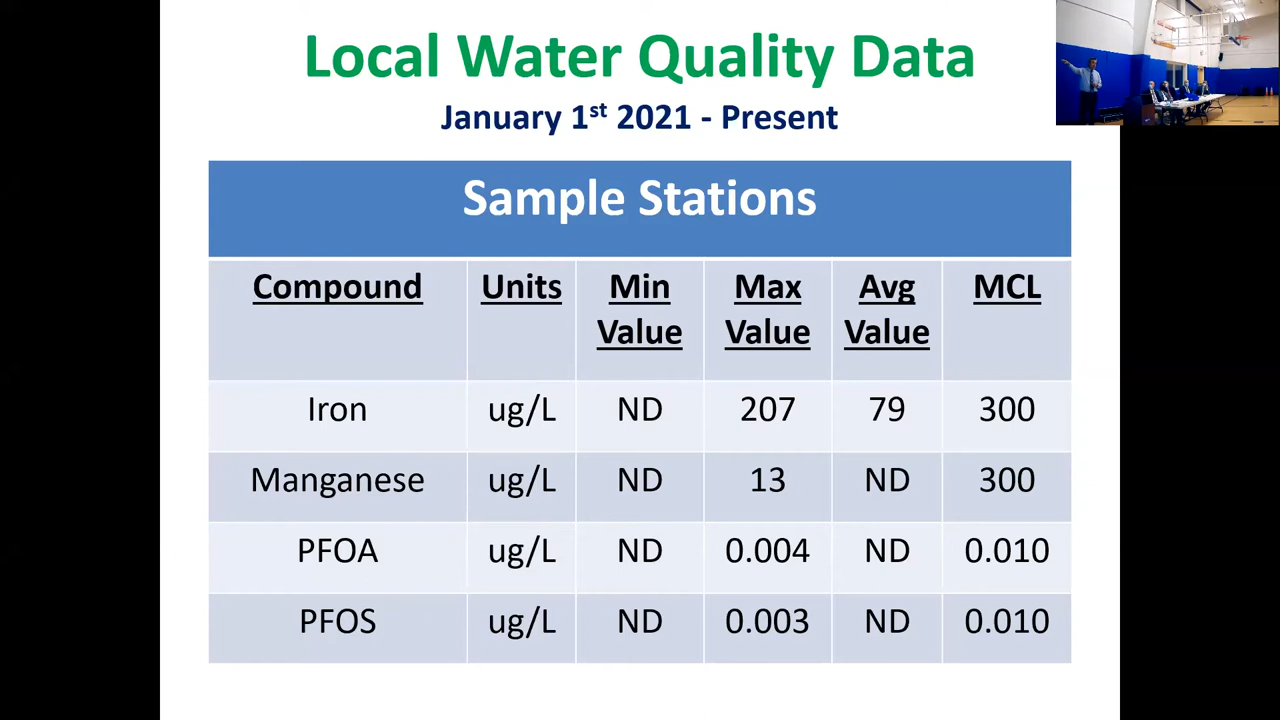 Local Water Quality Data
January 1st 2021 - Present
Sample Stations
Compound Units Min Value Max Value Avg Value MCL
Iron ug/L ND 207 79 300
Manganese ug/L ND 13 ND 300
PFOA ug/L ND 0.004 ND 0.010
PFOS ug/L ND 0.003 ND 0.010